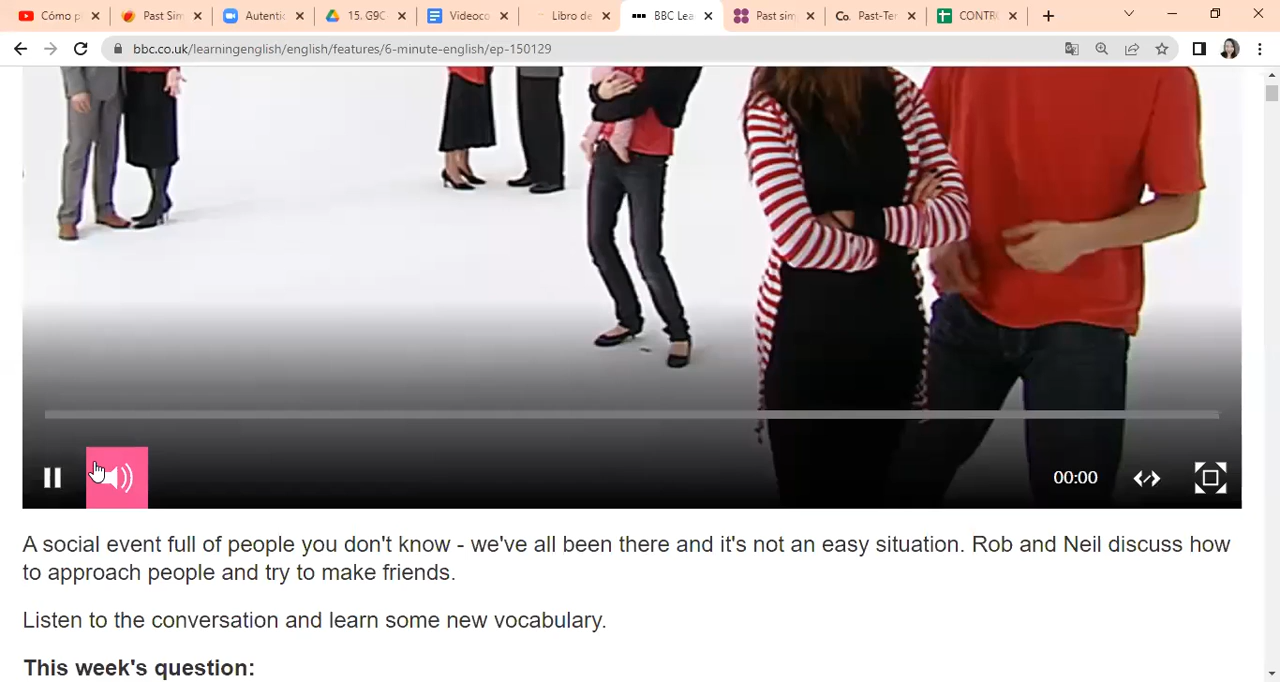 Cómo p
Past Sim
Autentic
15. G9C
Videoco
Libro de
BBC Lea
Past sim
Co. Past-Ter
CONTR
bbc.co.uk/learningenglish/english/features/6-minute-english/ep-150129
00:00
A social event full of people you don't know - we've all been there and it's not an easy situation. Rob and Neil discuss how
to approach people and try to make friends.
Listen to the conversation and learn some new vocabulary.
This week's question: